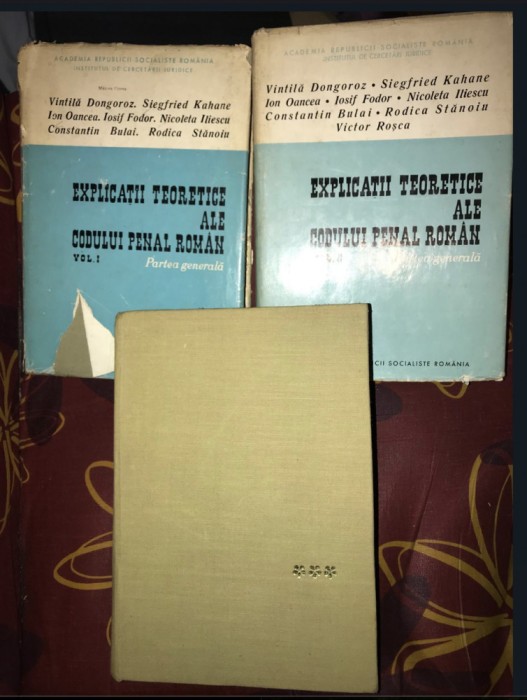 ACADEMIA REPUBLICII SOCIALISTE ROMÂNIA
INSTITUTUL DE CERCETĂRI JURIDICE
Vintilă Dongoroz. Siegfried Kahane
Ion Oancea. Iosif Fodor. Nicoleta Iliescu
Constantin Bulai. Rodica Stănoiu
EXPLICAȚII TEORETICE
ALE
CODULUI PENAL ROMÂN
VOL. I
Partea generală
ACADEMIA REPUBLICII SOCIALISTE ROMÂNIA
INSTITUTUL DE CERCETĂRI JURIDICE
Vintilă Dongoroz • Siegfried Kahane
Ion Oancea • Iosif Fodor • Nicoleta Iliescu
Constantin Bulai • Rodica Stănoiu
Victor Roșca
EXPLICAȚII TEORETICE
ALE
CODULUI PENAL ROMÂN
generală
SOCIALISTE ROMÂNIA